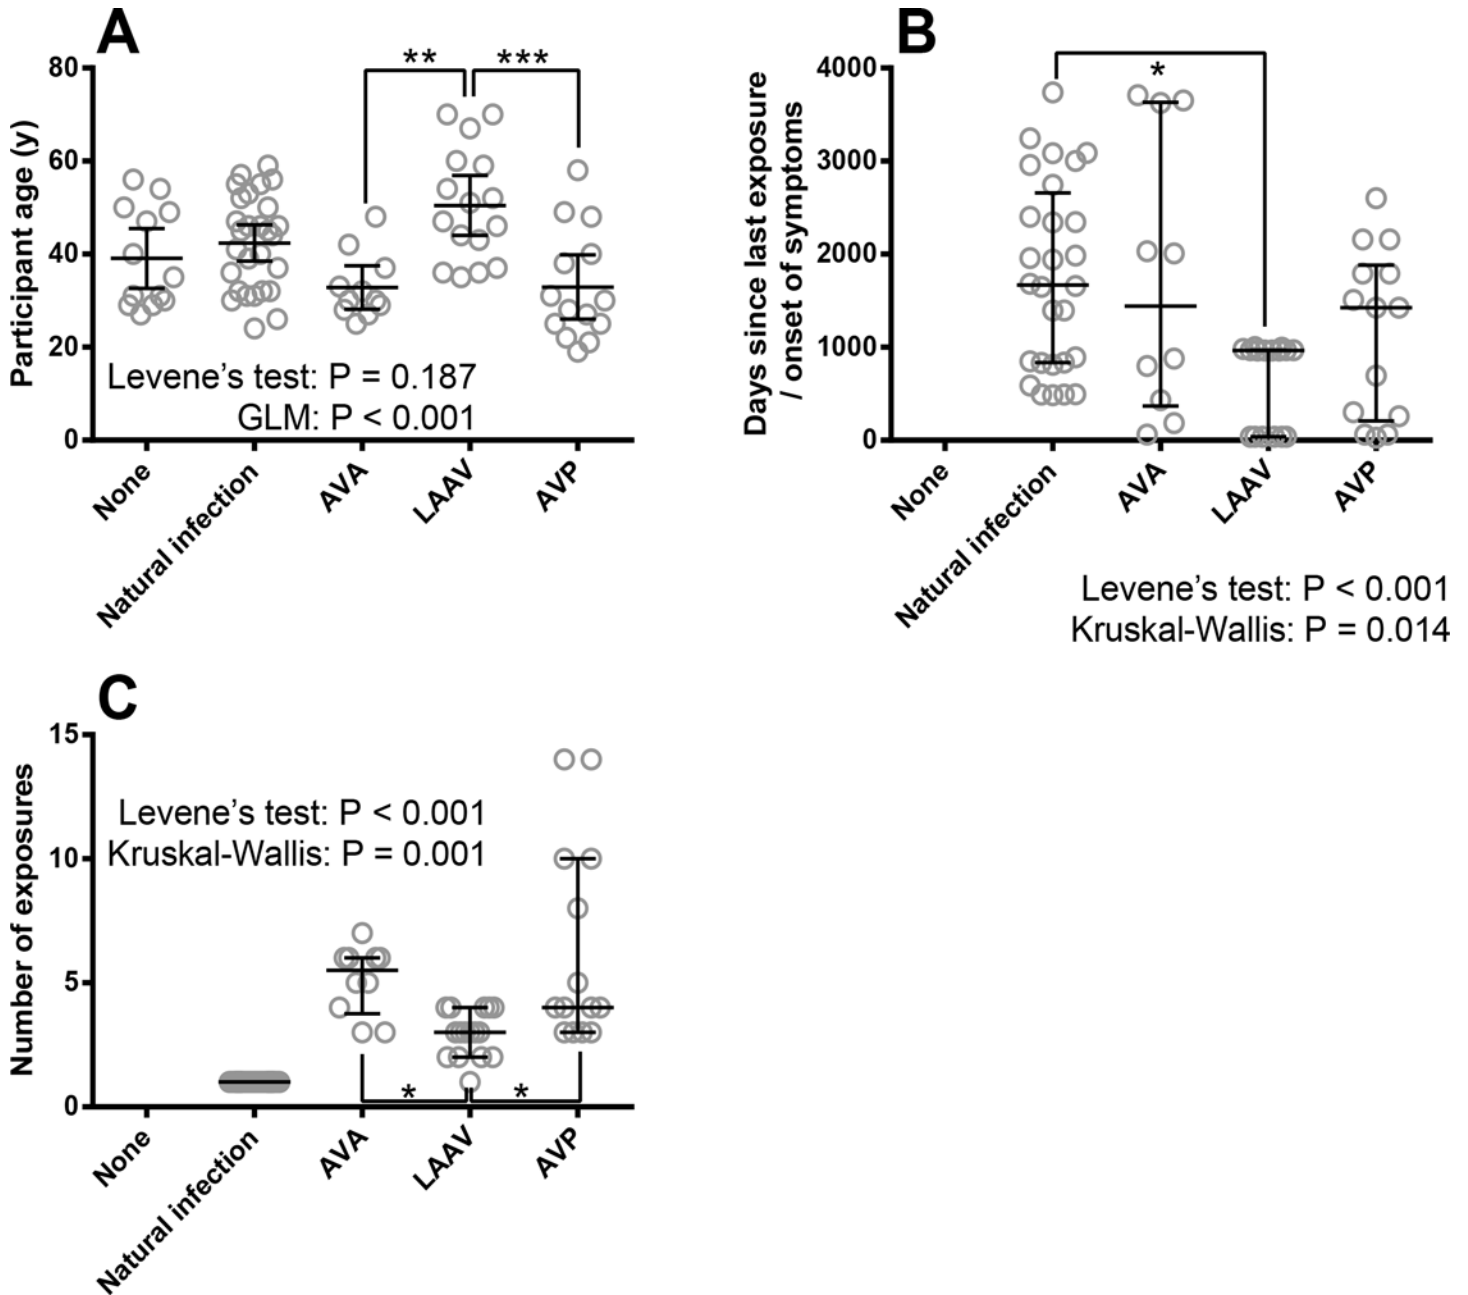 A
Participant age (y)
80
60
40
20
0
**
***
Levene's test: P = 0.187
GLM: P < 0.001
None
Natural infection
AVA
LAAV
AVP
B
Days since last exposure
/ onset of symptoms
4000
3000
2000
1000
0
*
None
Natural infection
AVA
LAAV
AVP
Levene's test: P < 0.001
Kruskal-Wallis: P = 0.014
C
Number of exposures
15
10
5
0
Levene's test: P < 0.001
Kruskal-Wallis: P = 0.001
*
*
None
Natural infection
AVA
LAAV
AVP